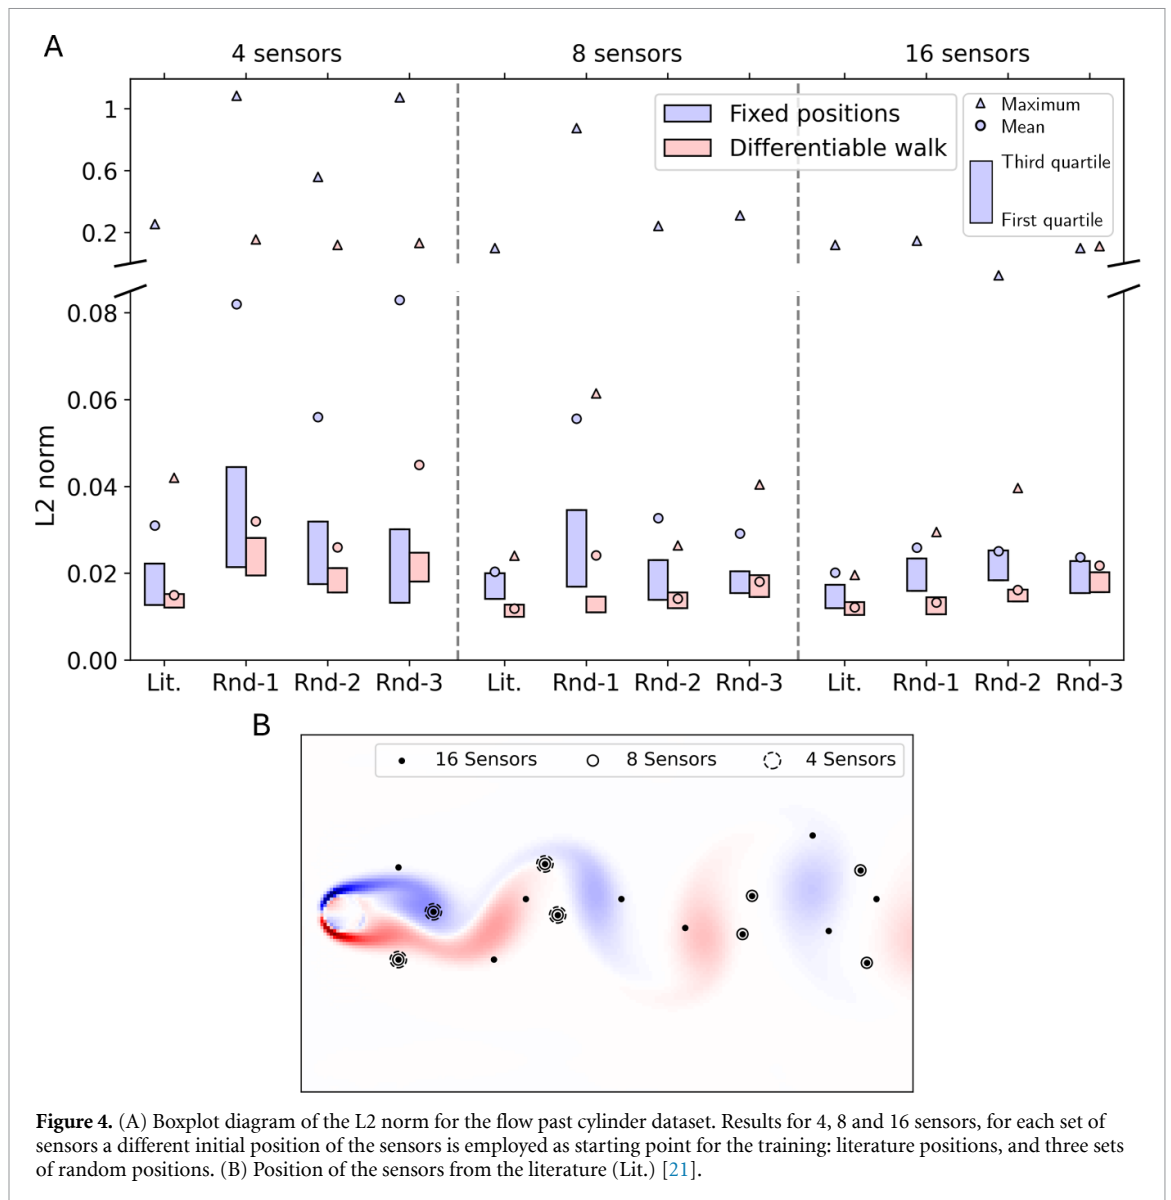 A
4 sensors
8 sensors
16 sensors
1
0.6
0.2
0.08
0.06
0.04
0.02
0.00
L2 norm
Fixed positions
Differentiable walk
Maximum
Mean
Third quartile
First quartile
Lit.
Rnd-1
Rnd-2
Rnd-3
Lit.
Rnd-1
Rnd-2
Rnd-3
Lit.
Rnd-1
Rnd-2
Rnd-3
B
16 Sensors
8 Sensors
4 Sensors
Figure 4. (A) Boxplot diagram of the L2 norm for the flow past cylinder dataset. Results for 4, 8 and 16 sensors, for each set of
sensors a different initial position of the sensors is employed as starting point for the training: literature positions, and three sets
of random positions. (B) Position of the sensors from the literature (Lit.) [21].